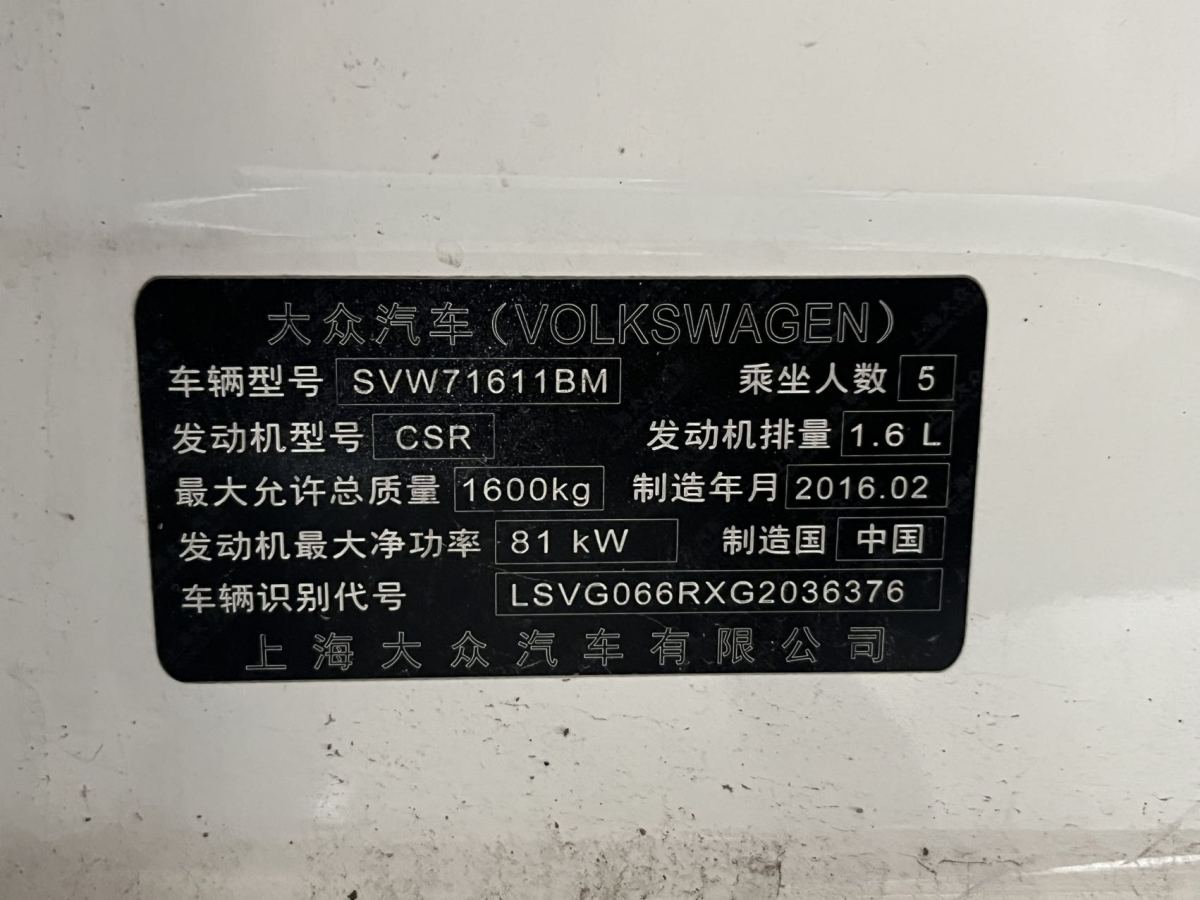 大众汽车(VOLKSWAGEN)
车辆型号 SVW71611BM 乘坐人数 5
发动机型号 CSR 发动机排量 1.6 L
最大允许总质量 1600kg 制造年月 2016.02
发动机最大净功率 81 kW 制造国 中国
车辆识别代号 LSVG066RXG2036376
上海大众汽车有限公司